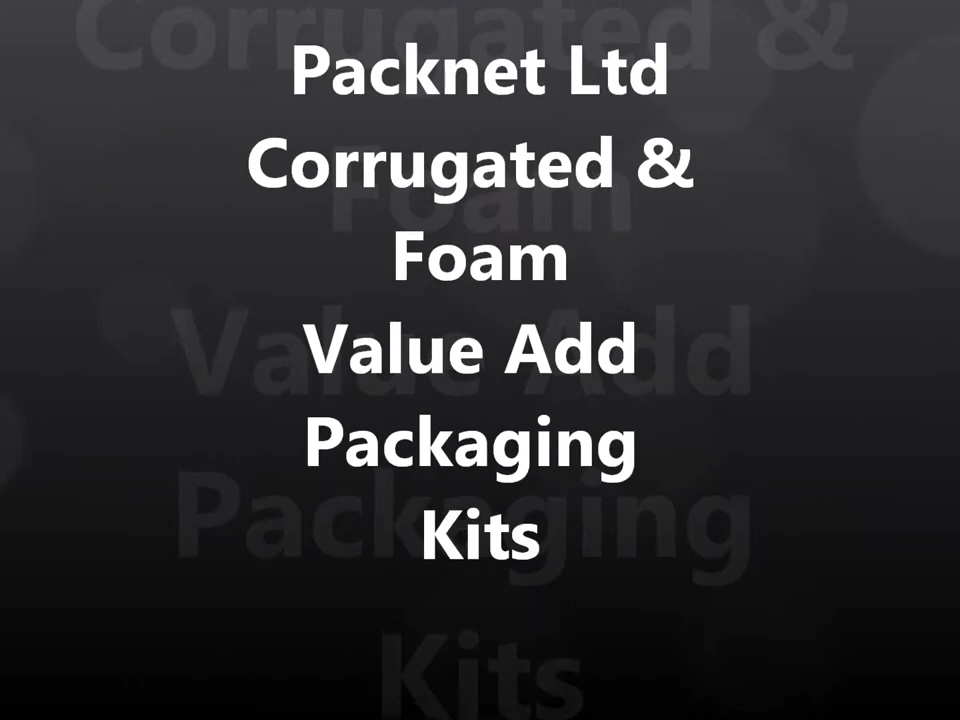 Packnet Ltd
Corrugated &
Foam
Value Add
Packaging
Kits